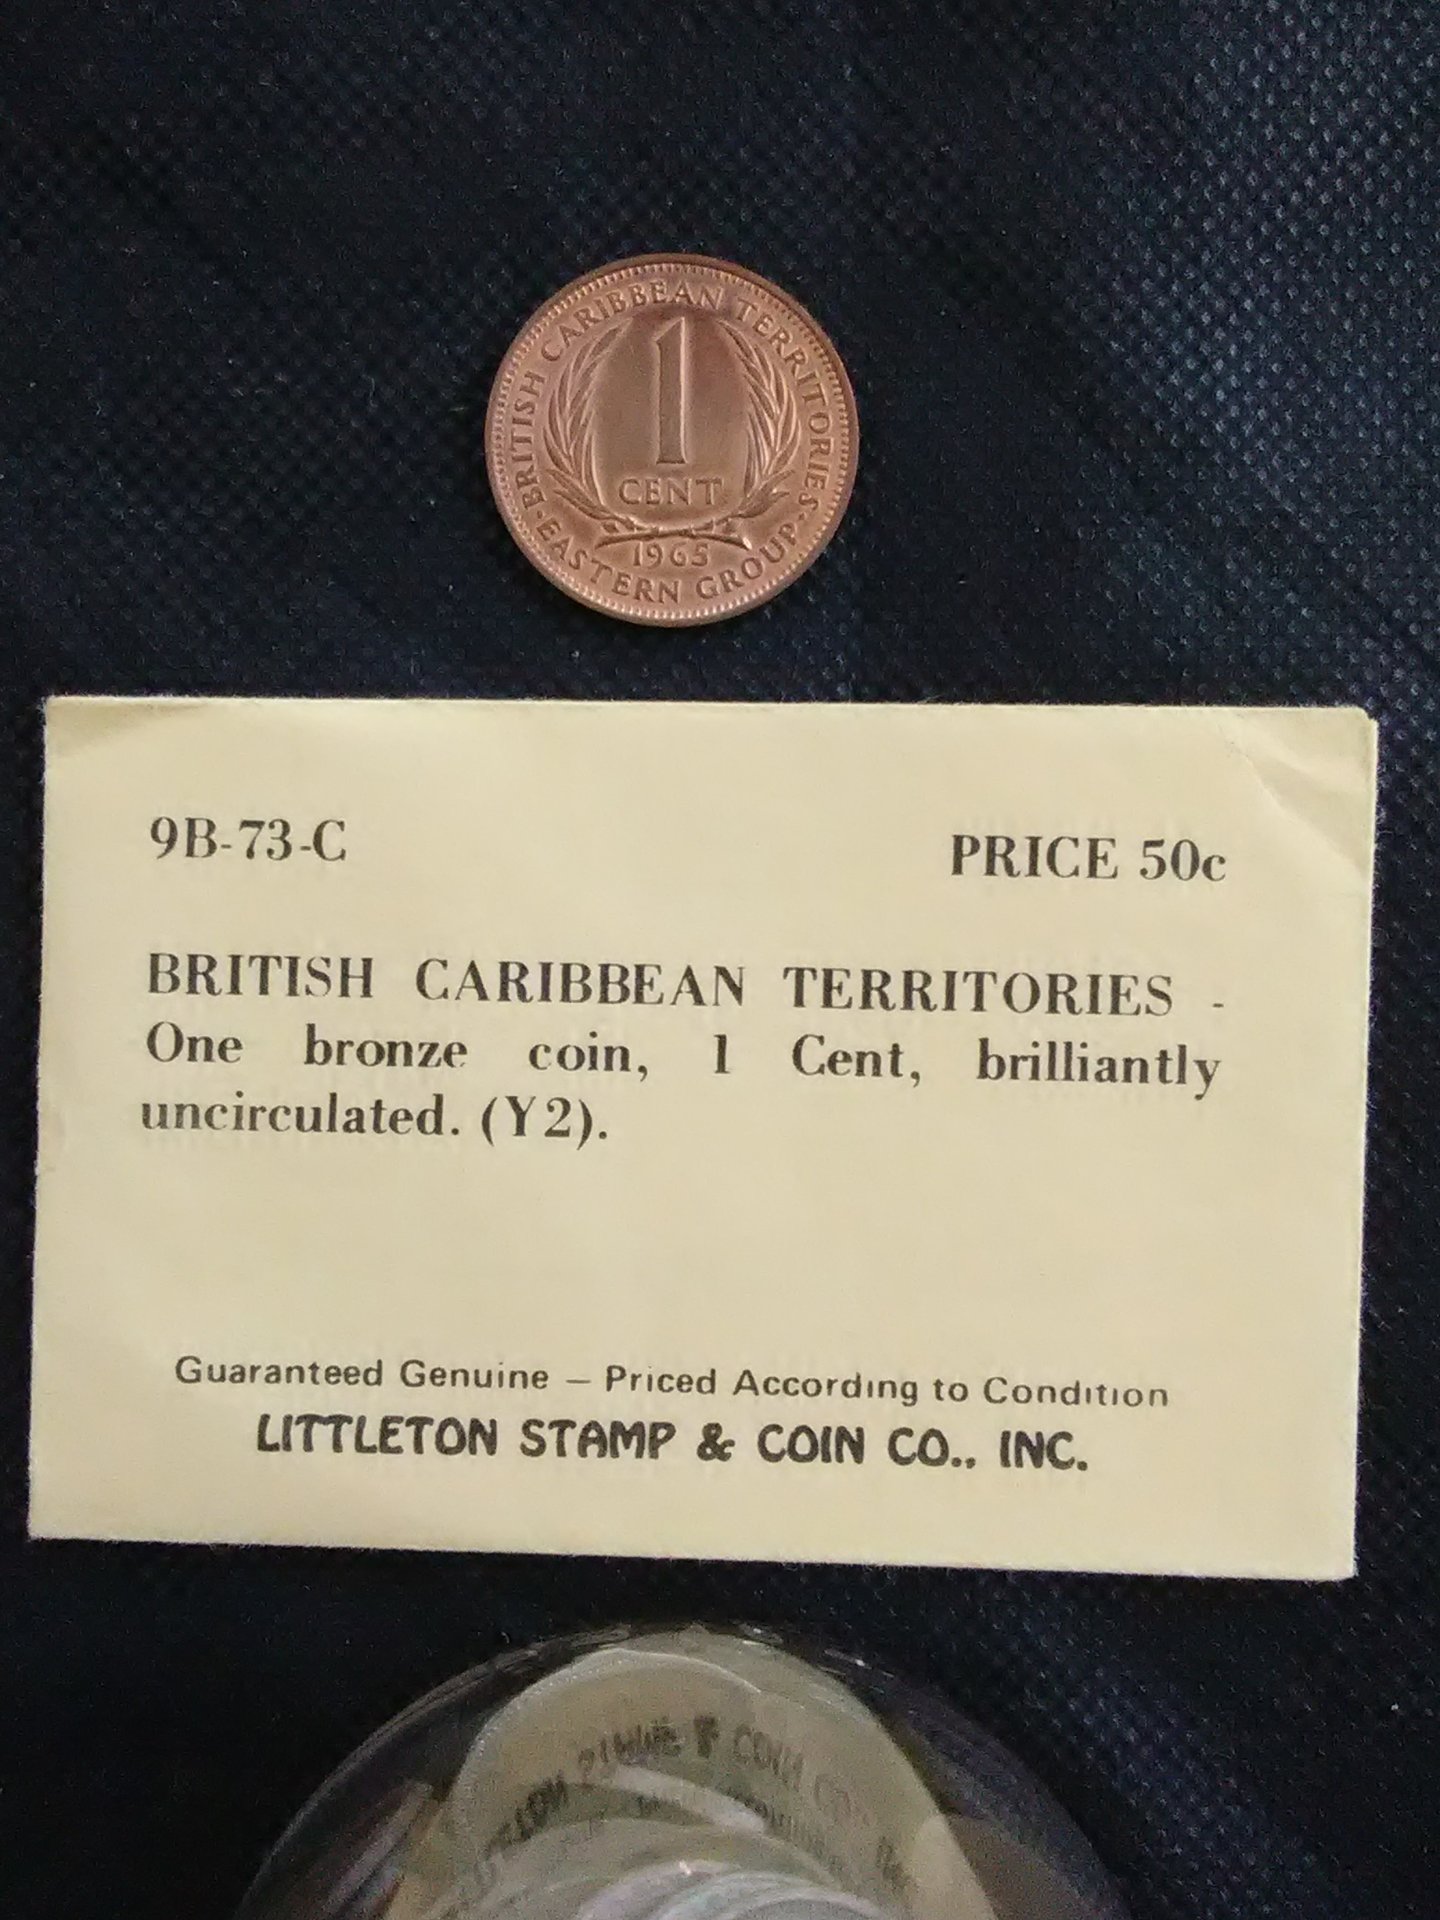 BRITISH CARIBBEAN TERRITORIES
1
CENT
1965
EASTERN GROUP
9B-73-C PRICE 50c
BRITISH CARIBBEAN TERRITORIES -
One bronze coin, 1 Cent, brilliantly
uncirculated. (Y2).
Guaranteed Genuine — Priced According to Condition
LITTLETON STAMP & COIN CO., INC.